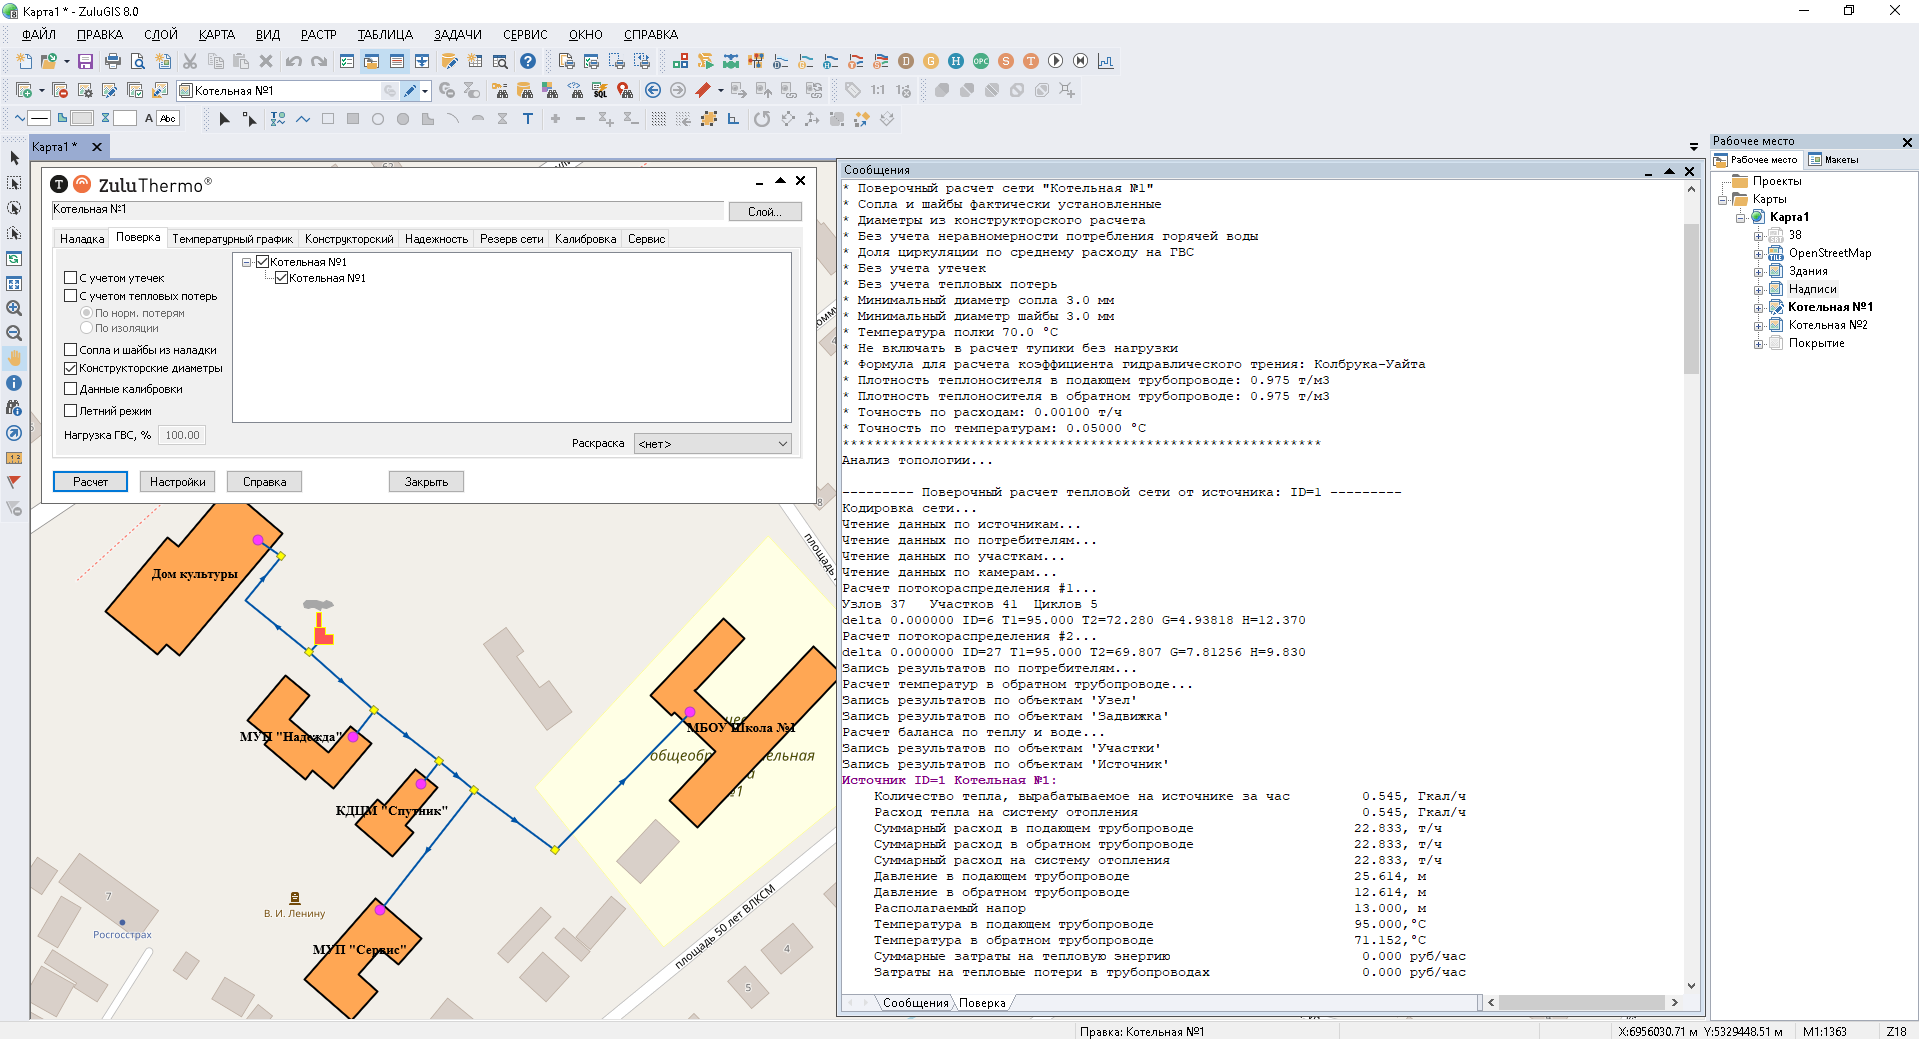 Карта1 * - ZuluGIS 8.0
ФАЙЛ ПРАВКА СЛОЙ КАРТА ВИД РАСТР ТАБЛИЦА ЗАДАЧИ СЕРВИС ОКНО СПРАВКА
Котельная №1
SQL
1:1
A Abc
Карта1 *
ZuluThermo®
Котельная №1
Слой...
Наладка Поверка Температурный график Конструкторский Надежность Резерв сети Калибровка Сервис
С учетом утечек
С учетом тепловых потерь
По норм. потерям
По изоляции
Сопла и шайбы из наладки
Конструкторские диаметры
Данные калибровки
Летний режим
Нагрузка ГВС, % 100.00
Котельная №1
Котельная №1
Раскраска <нет>
Расчет Настройки Справка Закрыть
Дом культуры
МУП "Надежда"
КДЦМ "Спутник"
МУП "Сервис"
МБОУ Школа №1
В. И. Ленину
Росгосстрах
7
4
5
8
площадь 50 лет ВЛКСМ
Сообщения
* Поверочный расчет сети "Котельная №1"
* Сопла и шайбы фактически установленные
* Диаметры из конструкторского расчета
* Без учета неравномерности потребления горячей воды
* Доля циркуляции по среднему расходу на ГВС
* Без учета утечек
* Без учета тепловых потерь
* Минимальный диаметр сопла 3.0 мм
* Минимальный диаметр шайбы 3.0 мм
* Температура полки 70.0 °C
* Не включать в расчет тупики без нагрузки
* Формула для расчета коэффициента гидравлического трения: Колбрука-Уайта
* Плотность теплоносителя в подающем трубопроводе: 0.975 т/м3
* Плотность теплоносителя в обратном трубопроводе: 0.975 т/м3
* Точность по расходам: 0.00100 т/ч
* Точность по температурам: 0.05000 °C
************************************************************
Анализ топологии...
--------- Поверочный расчет тепловой сети от источника: ID=1 ---------
Кодировка сети...
Чтение данных по источникам...
Чтение данных по потребителям...
Чтение данных по участкам...
Чтение данных по камерам...
Расчет потокораспределения #1...
Узлов 37 Участков 41 Циклов 5
delta 0.000000 ID=6 T1=95.000 T2=72.280 G=4.93818 H=12.370
Расчет потокораспределения #2...
delta 0.000000 ID=27 T1=95.000 T2=69.807 G=7.81256 H=9.830
Запись результатов по потребителям...
Расчет температур в обратном трубопроводе...
Запись результатов по объектам 'Узел'
Запись результатов по объектам 'Задвижка'
Расчет баланса по теплу и воде...
Запись результатов по объектам 'Участки'
Запись результатов по объектам 'Источник'
Источник ID=1 Котельная №1:
Количество тепла, вырабатываемое на источнике за час 0.545, Гкал/ч
Расход тепла на систему отопления 0.545, Гкал/ч
Суммарный расход в подающем трубопроводе 22.833, т/ч
Суммарный расход в обратном трубопроводе 22.833, т/ч
Суммарный расход на систему отопления 22.833, т/ч
Давление в подающем трубопроводе 25.614, м
Давление в обратном трубопроводе 12.614, м
Располагаемый напор 13.000, м
Температура в подающем трубопроводе 95.000,°C
Температура в обратном трубопроводе 71.152,°C
Суммарные затраты на тепловую энергию 0.000 руб/час
Затраты на тепловые потери в трубопроводах 0.000 руб/час
Сообщения Поверка
Рабочее место
Рабочее место Макеты
Проекты
Карты
Карта1
38
OpenStreetMap
Здания
Надписи
Котельная №1
Котельная №2
Покрытие
Правка: Котельная №1 X:6956030.71 м Y:5329448.51 м М1:1363 Z18